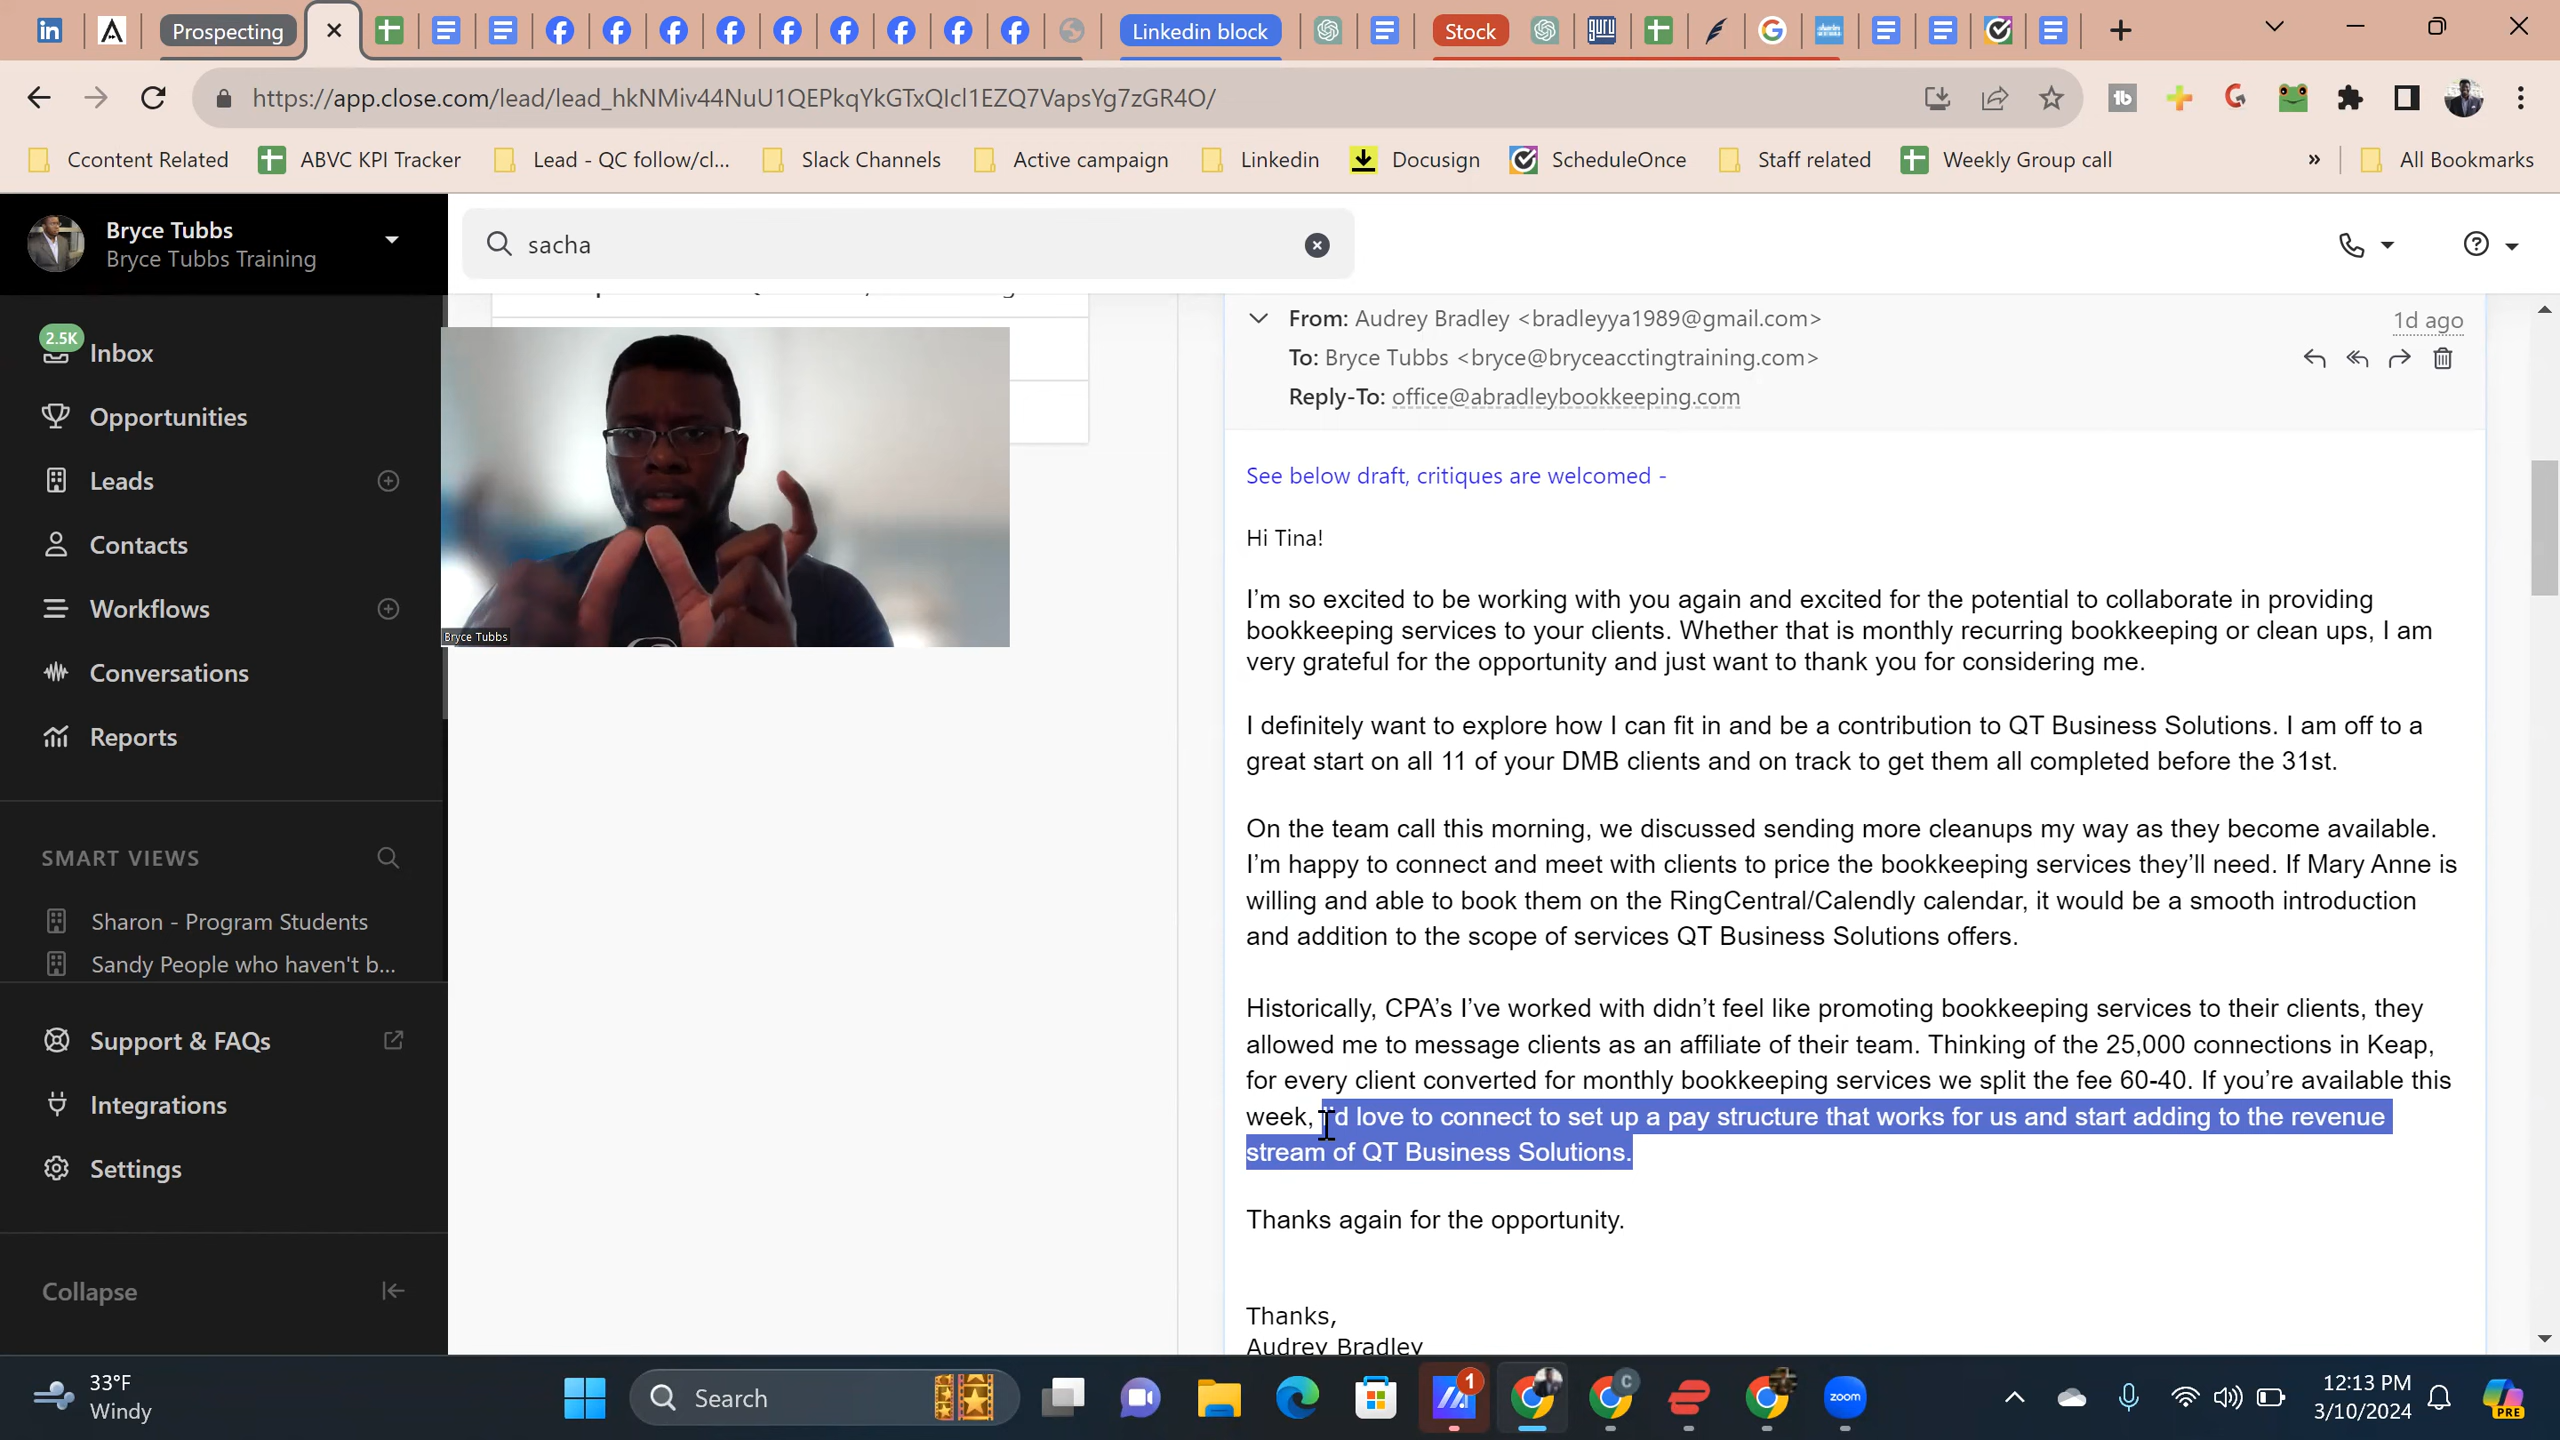 Prospecting
Linkedin block
Stock
guru
https://app.close.com/lead/lead_hkNMiv44NuU1QEPkqYkGTxQIcl1EZQ7VapsYg7zGR4O/
Ccontent Related
ABVC KPI Tracker
Lead - QC follow/cl...
Slack Channels
Active campaign
Linkedin
Docusign
ScheduleOnce
Staff related
Weekly Group call
»
All Bookmarks
Bryce Tubbs
Bryce Tubbs Training
sacha
2.5K
Inbox
Opportunities
Leads
Contacts
Workflows
Conversations
Reports
SMART VIEWS
Sharon - Program Students
Sandy People who haven't b...
Support & FAQs
Integrations
Settings
Collapse
Bryce Tubbs
From: Audrey Bradley <bradleyya1989@gmail.com>
1d ago
To: Bryce Tubbs <bryce@bryceacctingtraining.com>
Reply-To: office@abradleybookkeeping.com
See below draft, critiques are welcomed -
Hi Tina!
I'm so excited to be working with you again and excited for the potential to collaborate in providing
bookkeeping services to your clients. Whether that is monthly recurring bookkeeping or clean ups, I am
very grateful for the opportunity and just want to thank you for considering me.
I definitely want to explore how I can fit in and be a contribution to QT Business Solutions. I am off to a
great start on all 11 of your DMB clients and on track to get them all completed before the 31st.
On the team call this morning, we discussed sending more cleanups my way as they become available.
I'm happy to connect and meet with clients to price the bookkeeping services they'll need. If Mary Anne is
willing and able to book them on the RingCentral/Calendly calendar, it would be a smooth introduction
and addition to the scope of services QT Business Solutions offers.
Historically, CPA's I've worked with didn't feel like promoting bookkeeping services to their clients, they
allowed me to message clients as an affiliate of their team. Thinking of the 25,000 connections in Keap,
for every client converted for monthly bookkeeping services we split the fee 60-40. If you're available this
week, I'd love to connect to set up a pay structure that works for us and start adding to the revenue
stream of QT Business Solutions.
Thanks again for the opportunity.
Thanks,
Audrey Bradley
33°F
Windy
Search
1
C
zoom
12:13 PM
3/10/2024
PRE